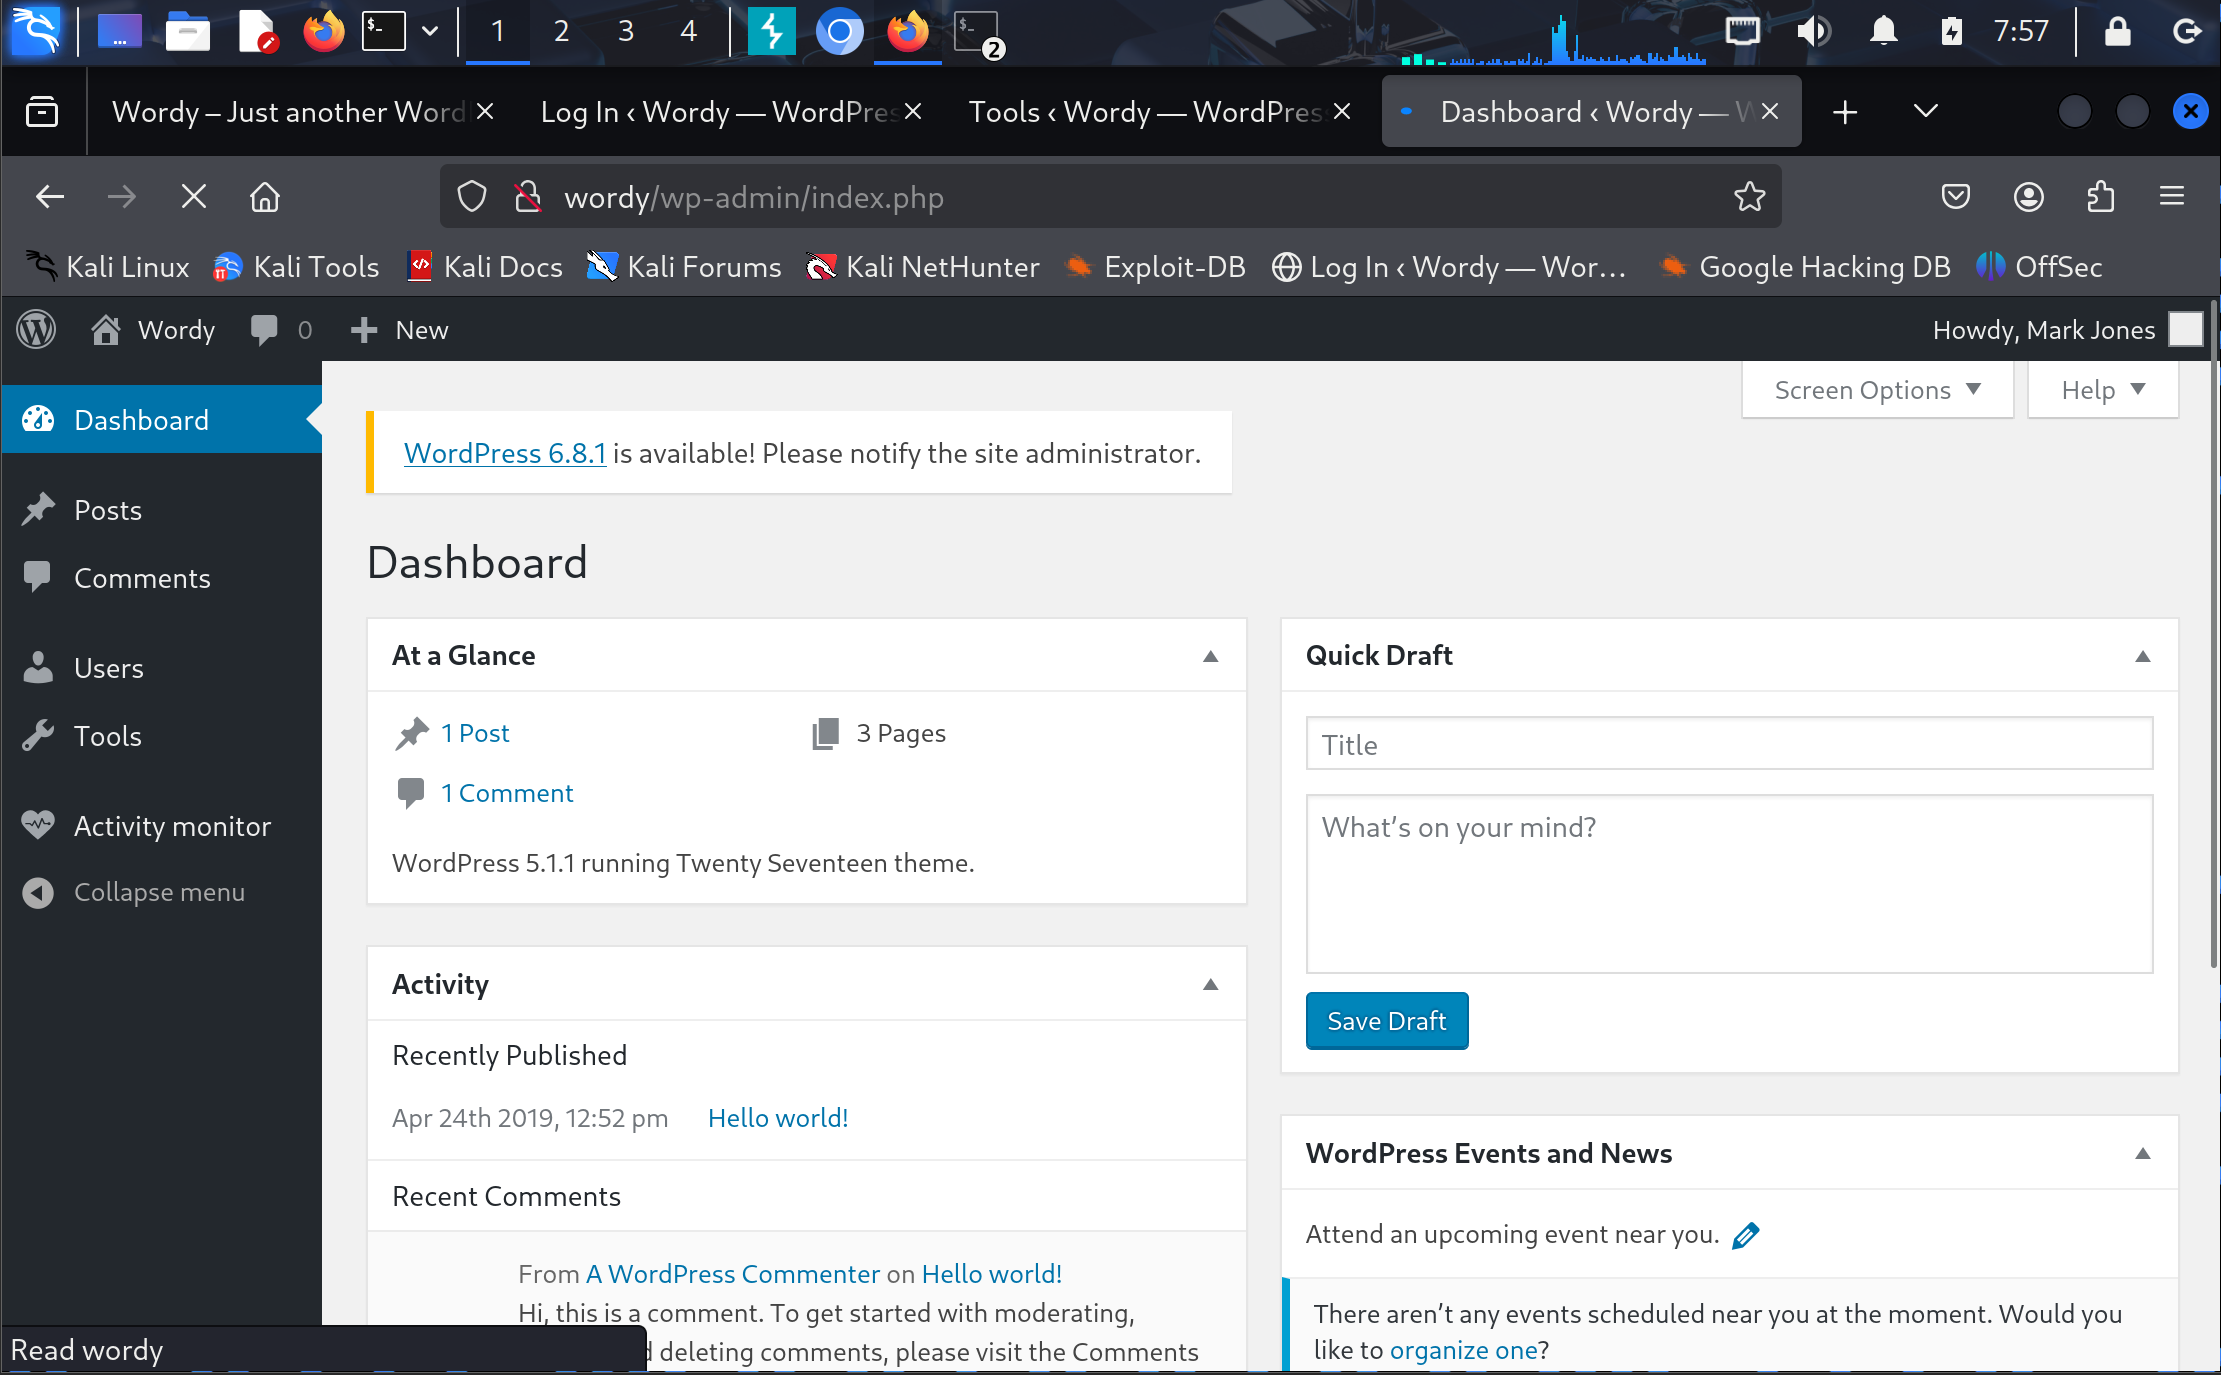 1 2 3 4
$-
$-
2
7:57
Wordy – Just another Word
Log In ‹ Wordy — WordPres
Tools ‹ Wordy — WordPress
Dashboard ‹ Wordy — W
wordy/wp-admin/index.php
Kali Linux
Kali Tools
Kali Docs
Kali Forums
Kali NetHunter
Exploit-DB
Log In ‹ Wordy — Wor…
Google Hacking DB
OffSec
Wordy
0
New
Howdy, Mark Jones
Screen Options
Help
Dashboard
Posts
Comments
Users
Tools
Activity monitor
Collapse menu
WordPress 6.8.1 is available! Please notify the site administrator.
Dashboard
At a Glance
1 Post
3 Pages
1 Comment
WordPress 5.1.1 running Twenty Seventeen theme.
Activity
Recently Published
Apr 24th 2019, 12:52 pm
Hello world!
Recent Comments
From A WordPress Commenter on Hello world!
Hi, this is a comment. To get started with moderating,
deleting comments, please visit the Comments
Quick Draft
Title
What's on your mind?
Save Draft
WordPress Events and News
Attend an upcoming event near you.
There aren't any events scheduled near you at the moment. Would you
like to organize one?
Read wordy